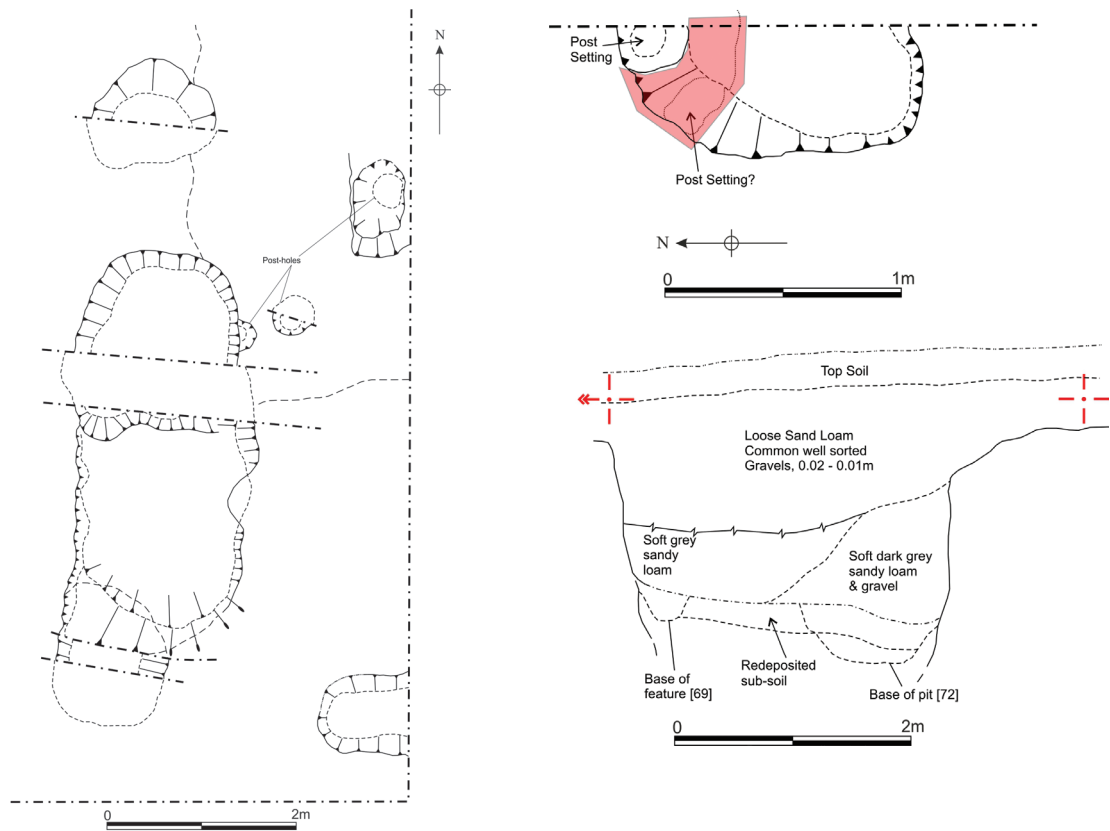 N
Post-holes
0
2m
Post
Setting
Post Setting?
N
0
1m
Top Soil
Loose Sand Loam
Common well sorted
Gravels, 0.02 - 0.01m
Soft grey
sandy
loam
Soft dark grey
sandy loam
& gravel
Redeposited
sub-soil
Base of
feature [69]
Base of pit [72]
0
2m